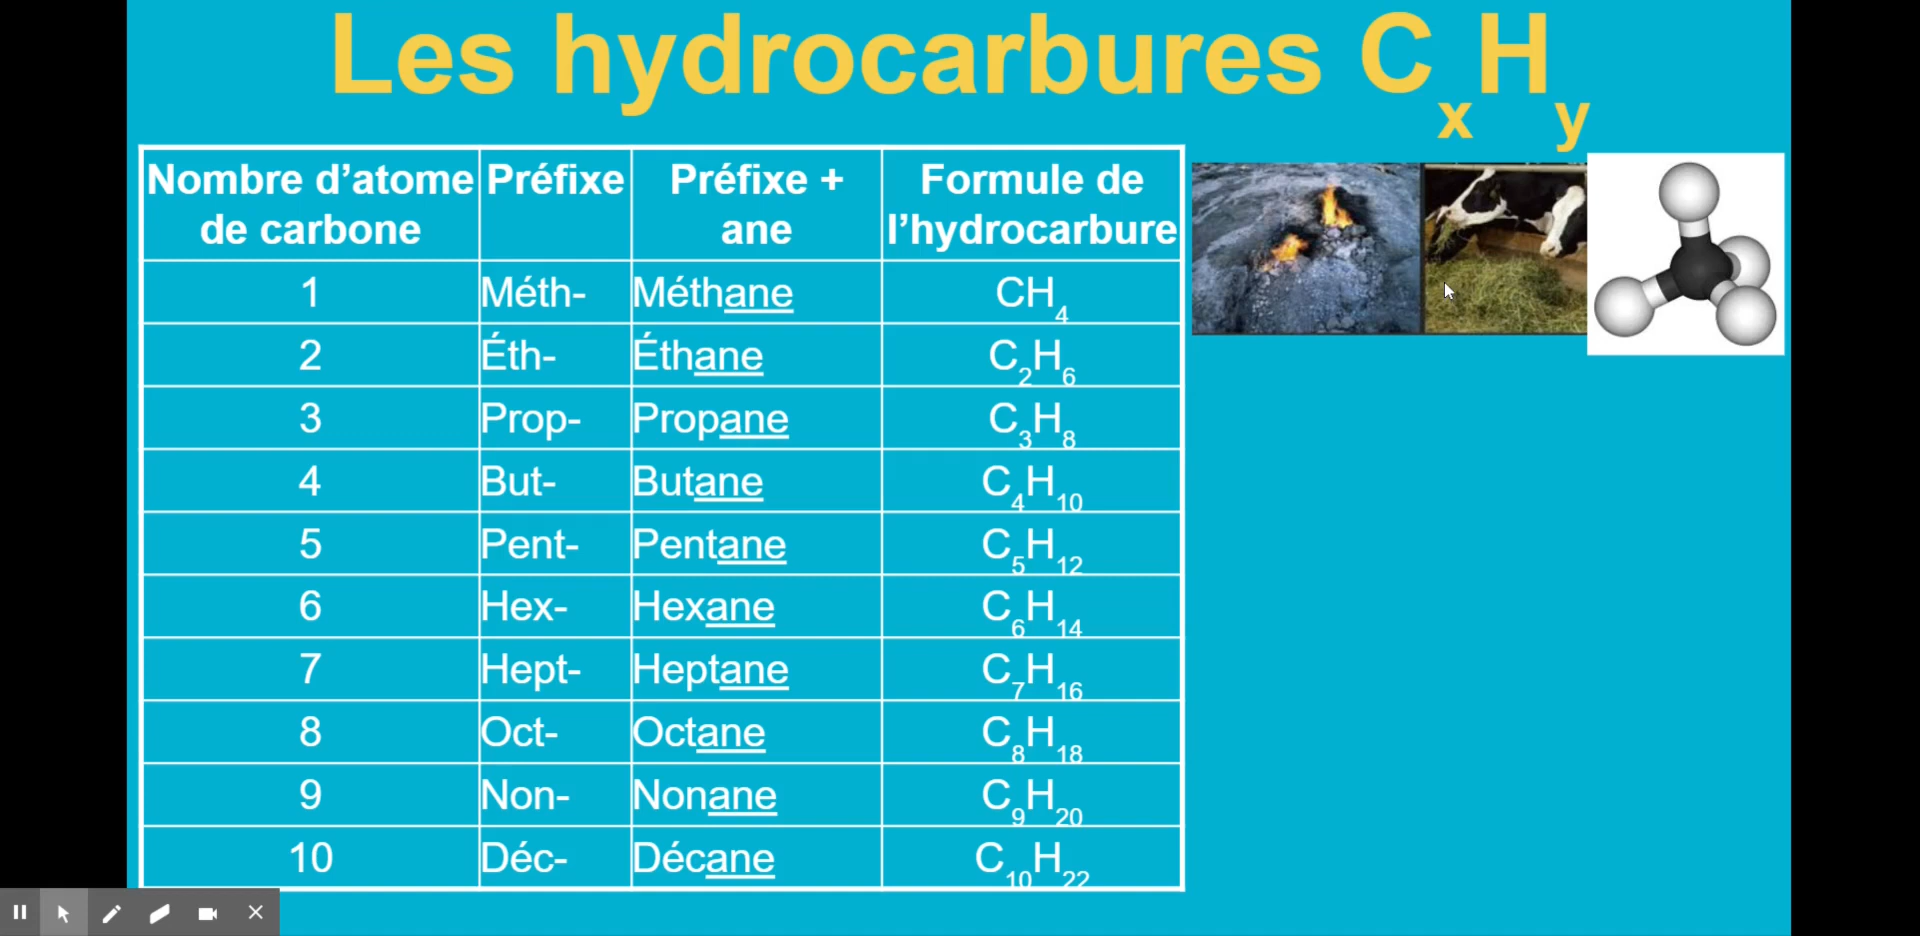 Les hydrocarbures CxHy
Nombre d’atome de carbone Préfixe Préfixe + ane Formule de l’hydrocarbure
1 Méth- Méthane CH4
2 Éth- Éthane C2H6
3 Prop- Propane C3H8
4 But- Butane C4H10
5 Pent- Pentane C5H12
6 Hex- Hexane C6H14
7 Hept- Heptane C7H16
8 Oct- Octane C8H18
9 Non- Nonane C9H20
10 Déc- Décane C10H22